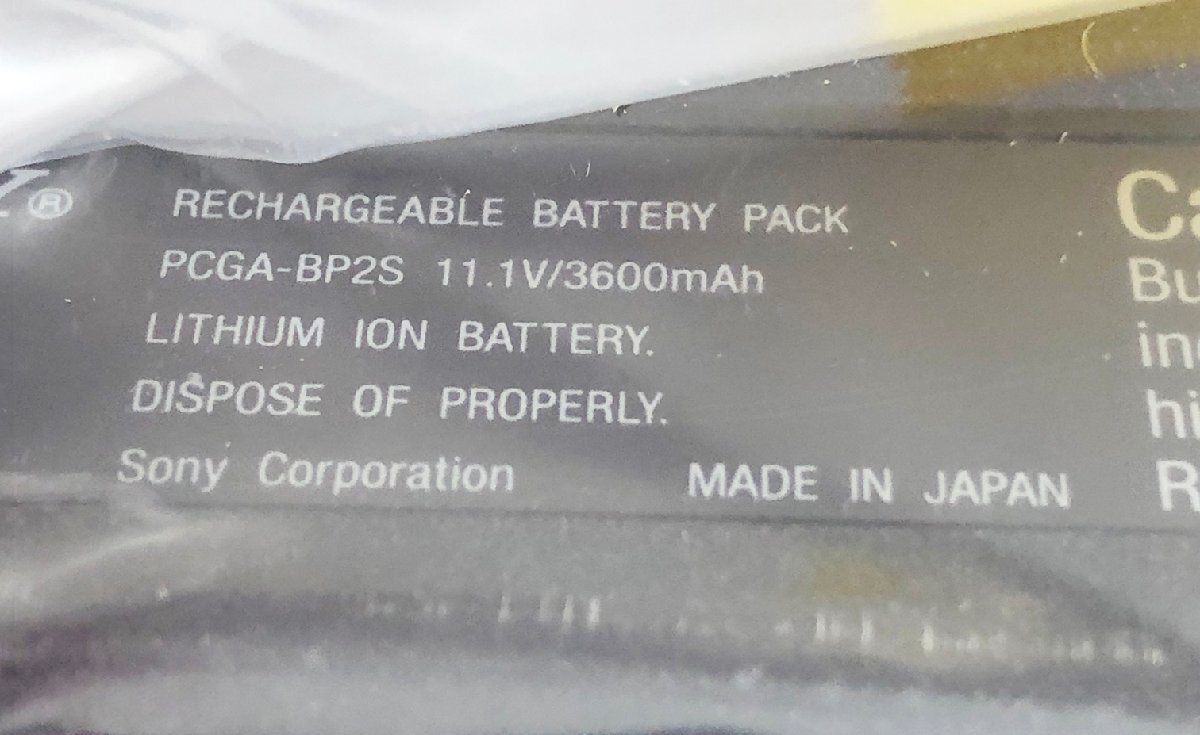 Y®
RECHARGEABLE BATTERY PACK
PCGA-BP2S 11.1V/3600mAh
LITHIUM ION BATTERY.
DISPOSE OF PROPERLY.
Sony Corporation MADE IN JAPAN